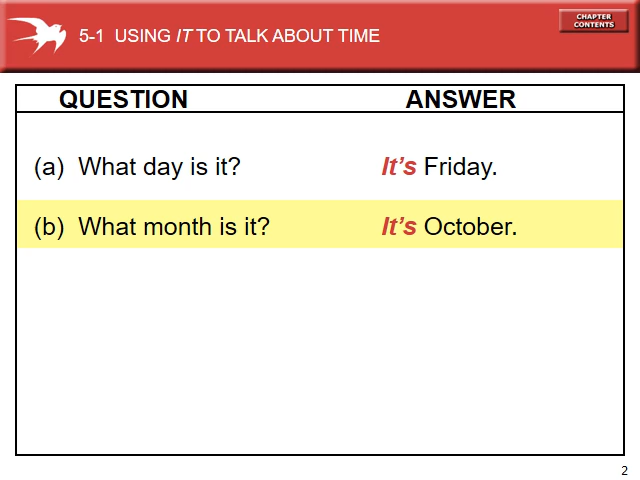 5-1 USING IT TO TALK ABOUT TIME
CHAPTER
CONTENTS
QUESTION ANSWER
(a) What day is it? It's Friday.
(b) What month is it? It's October.
2